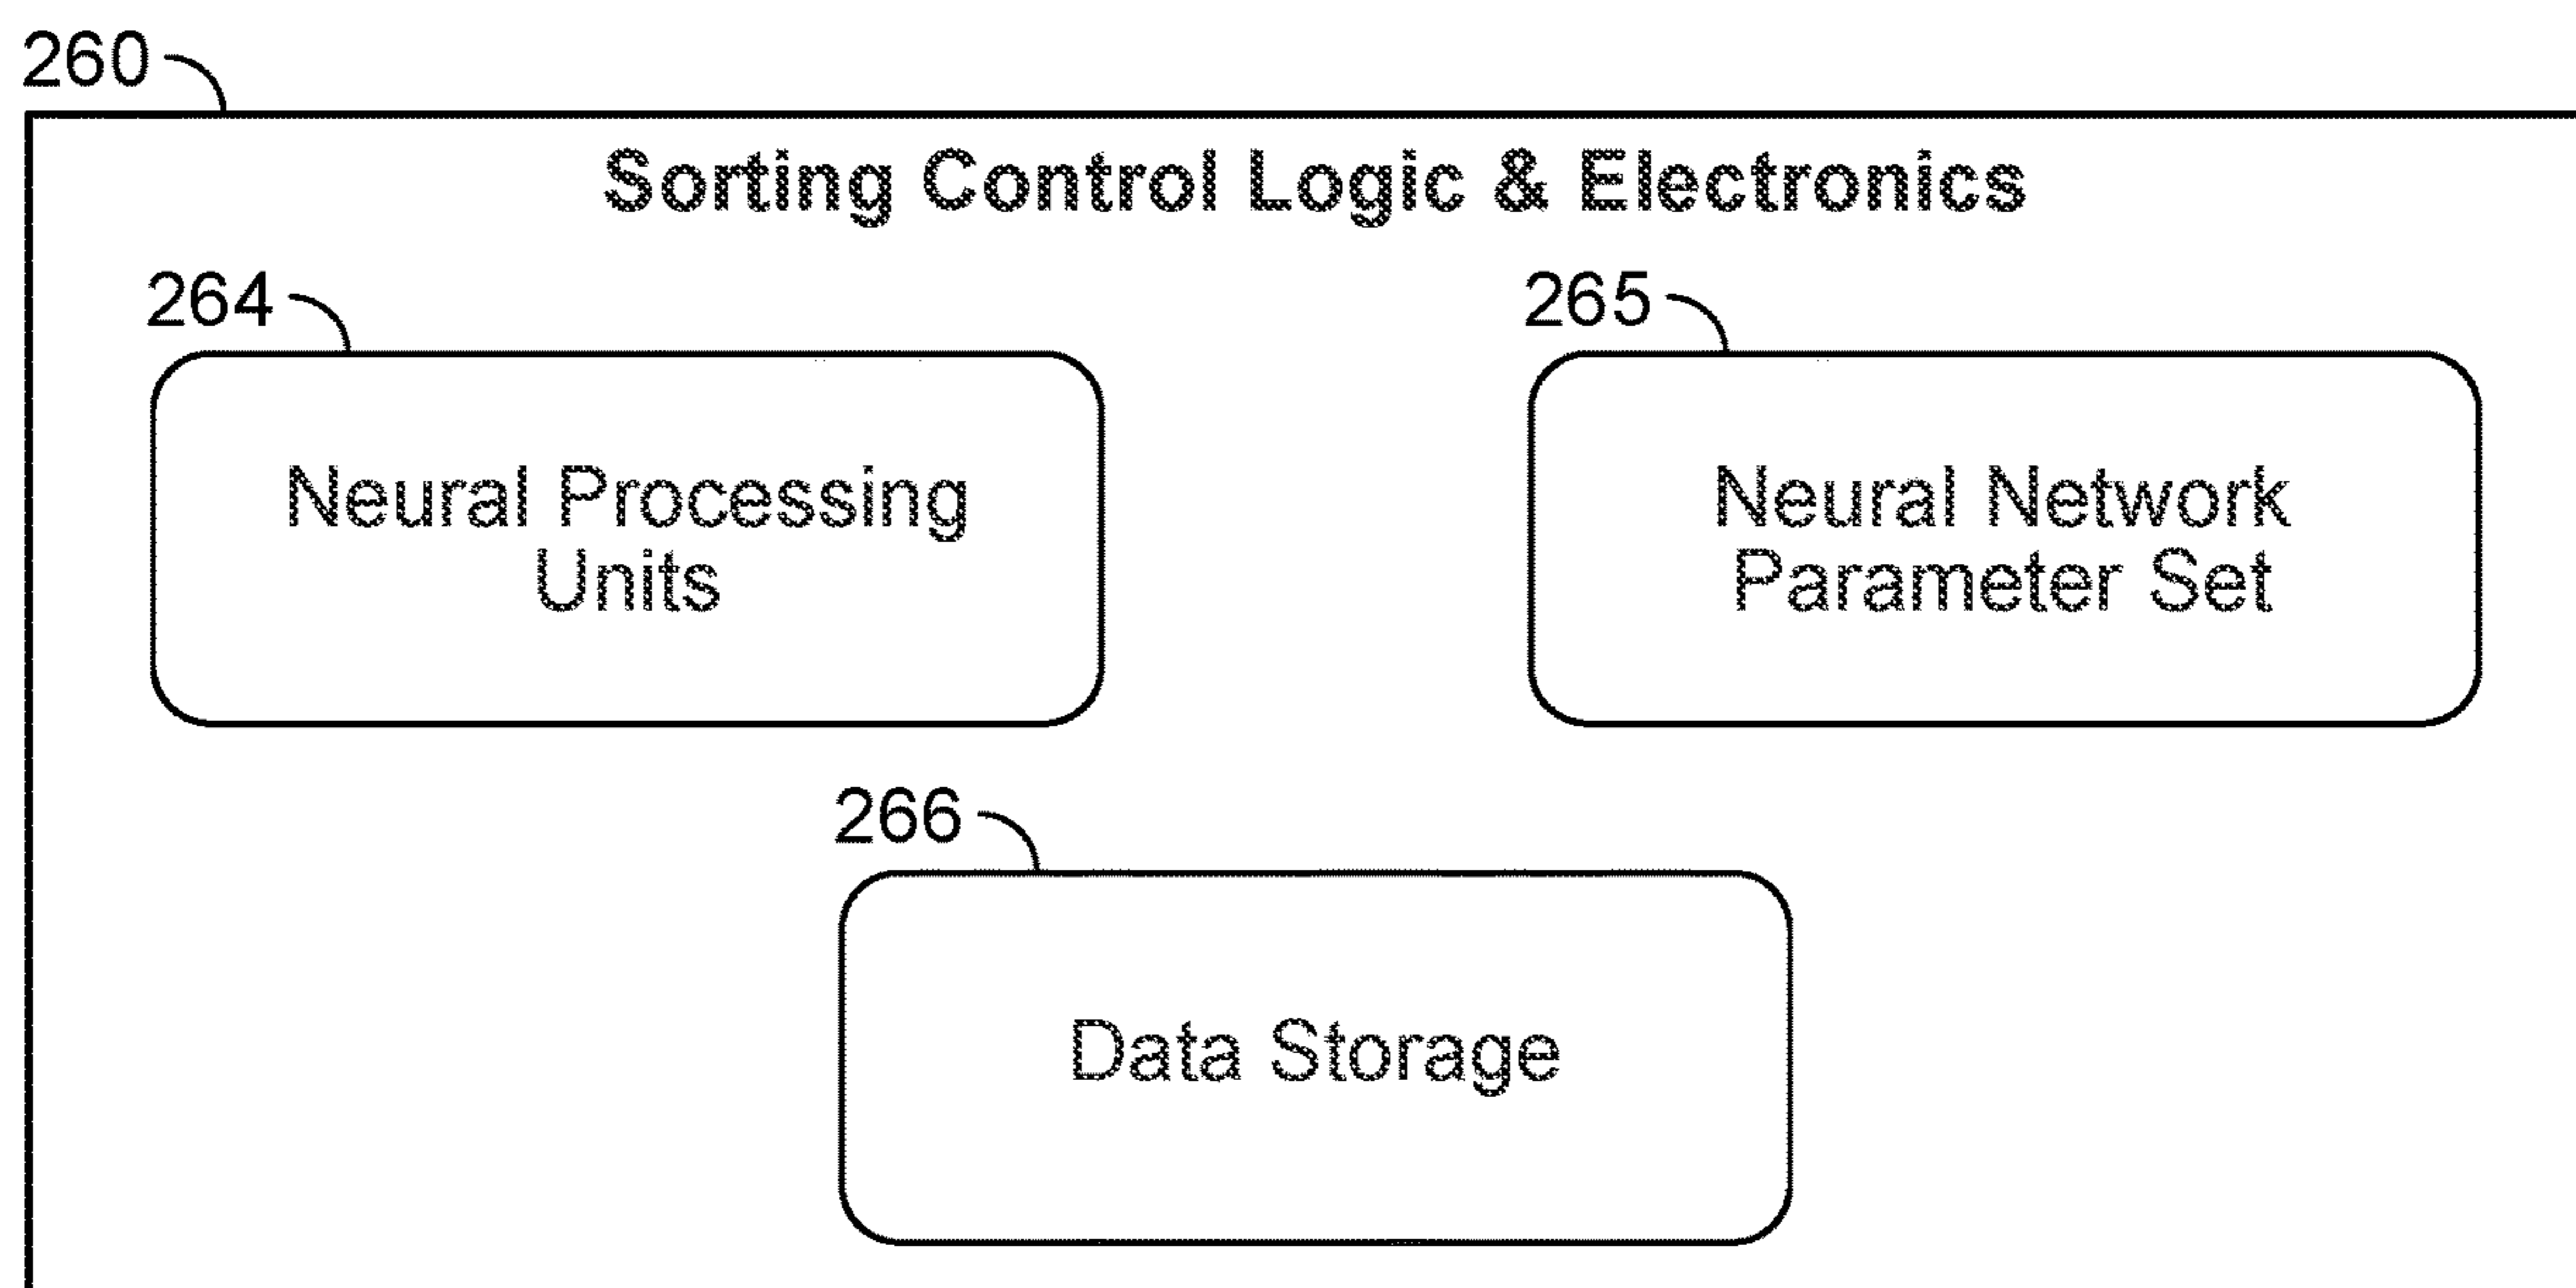 260
Sorting Control Logic & Electronics
264
265
Neural Processing
Units
Neural Network
Parameter Set
266
Data Storage